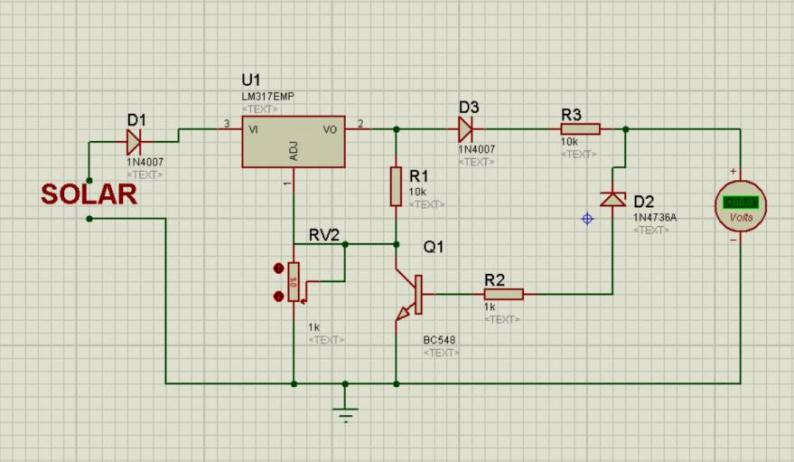 U1
LM317EMP
<TEXT>
D1
1N4007
<TEXT>
3
VI
VO
2
ADJ
1
D3
1N4007
<TEXT>
R3
10k
<TEXT>
SOLAR
R1
10k
<TEXT>
D2
1N4736A
<TEXT>
+
Volts
−
RV2
1k
<TEXT>
Q1
BC548
<TEXT>
R2
1k
<TEXT>